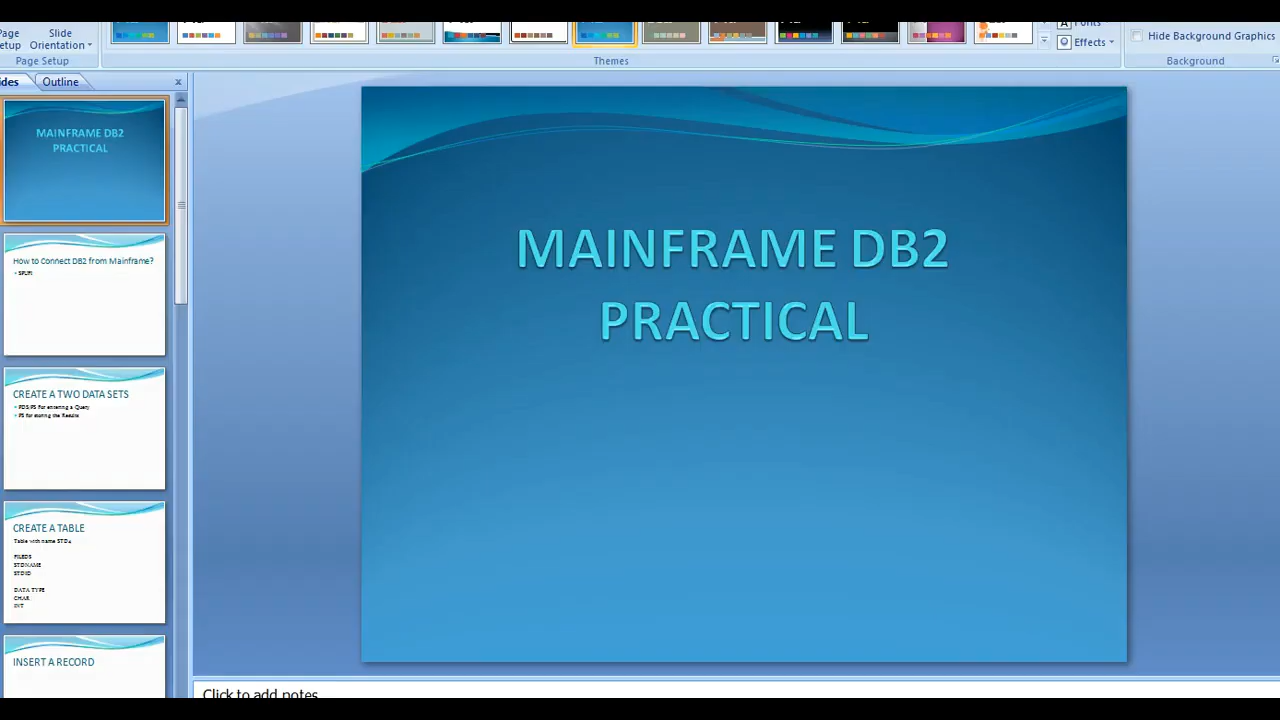 Page Setup
Slide Orientation
Page Setup
Themes
Fonts
Effects
Hide Background Graphics
Background
Outline
MAINFRAME DB2
PRACTICAL
How to Connect DB2 from Mainframe?
SPUFI
CREATE A TWO DATA SETS
PDS/PS for entering a Query
PS for storing the Results
CREATE A TABLE
Table with name STD4
FILEDS
STDNAME
STDID
DATA TYPE
CHAR
INT
INSERT A RECORD
MAINFRAME DB2
PRACTICAL
Click to add notes